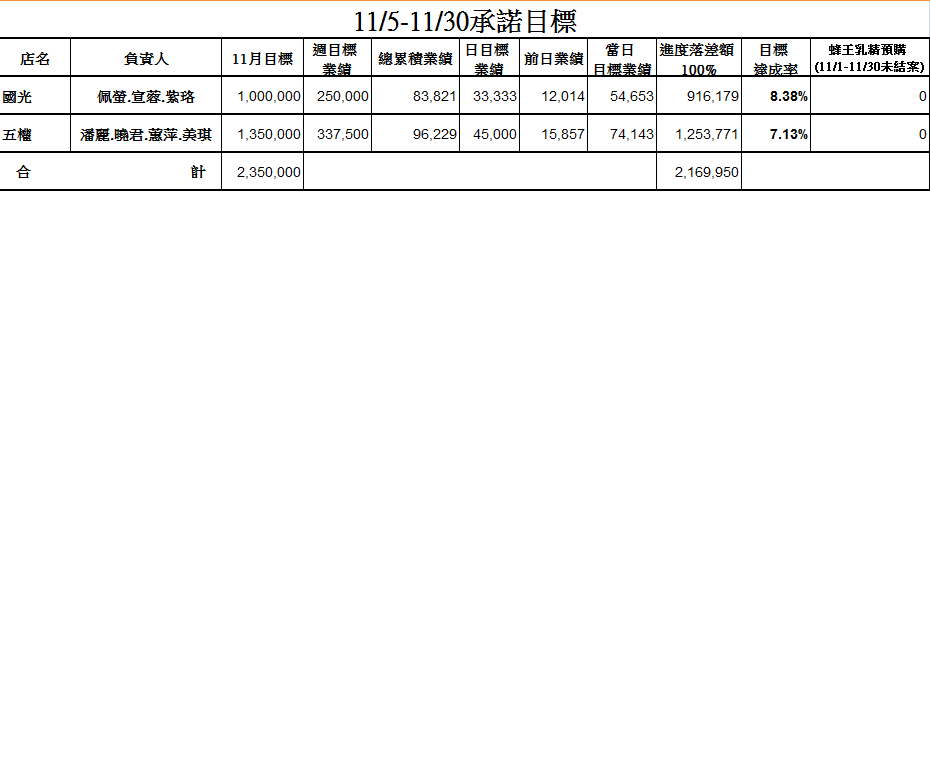 11/5-11/30承諾目標
店名 負責人 11月目標 週目標業績 總累積業績 日目標業績 前日業績 當日目標業績 進度落差額100% 目標達成率 蜂王乳精預購(11/1-11/30未結案)
國光 佩螢.宣蓉.紫珞 1,000,000 250,000 83,821 33,333 12,014 54,653 916,179 8.38% 0
五權 潘麗.曉君.蕙萍.美琪 1,350,000 337,500 96,229 45,000 15,857 74,143 1,253,771 7.13% 0
合計 2,350,000 2,169,950